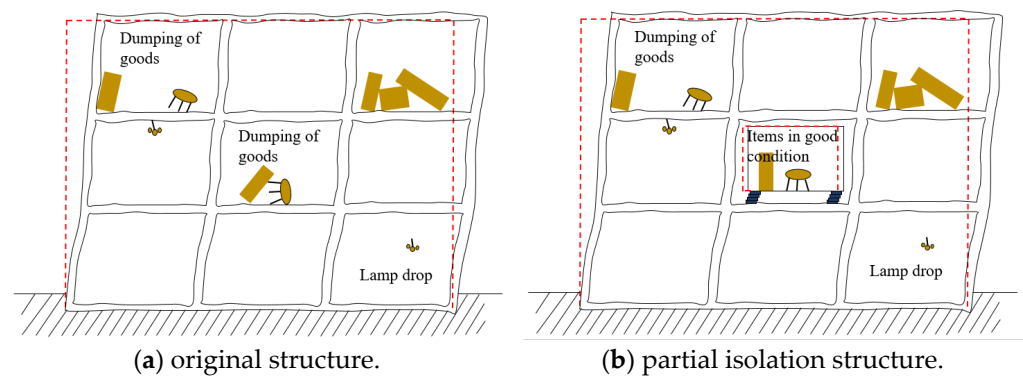 Dumping of
goods
Dumping of
goods
Lamp drop
(a) original structure.
Dumping of
goods
Items in good
condition
Lamp drop
(b) partial isolation structure.